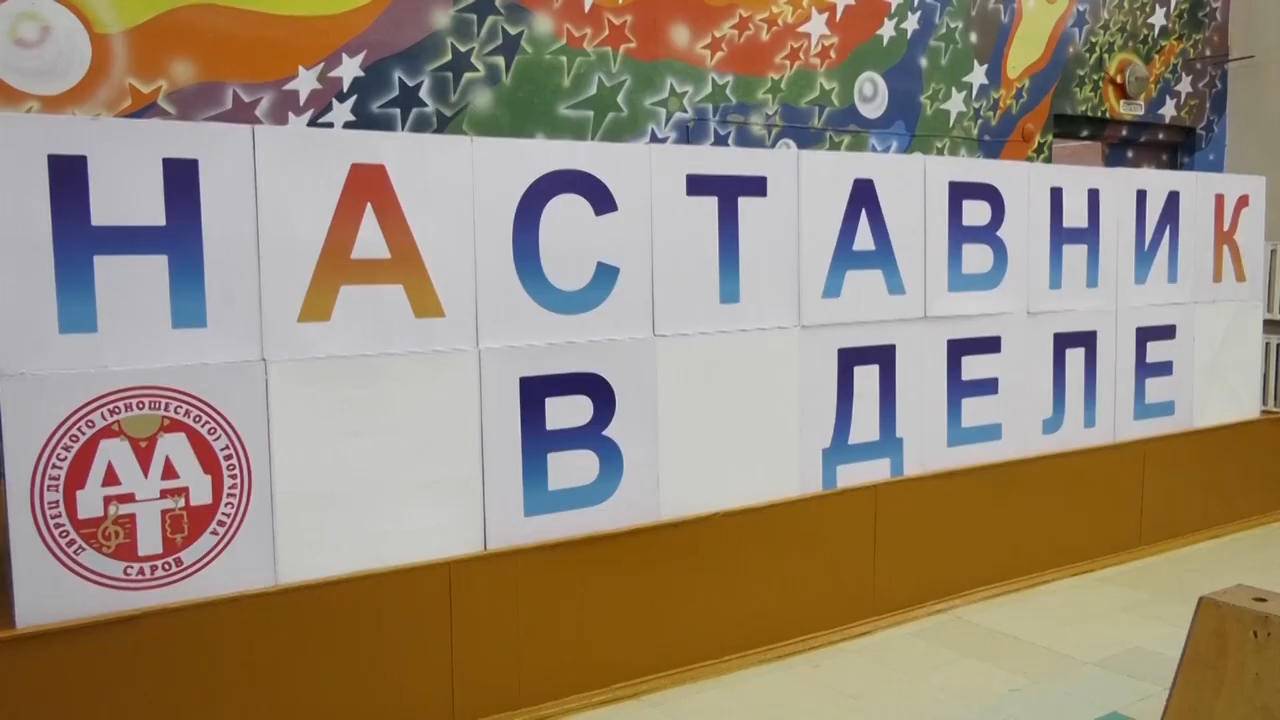 НАСТАВНИК
В ДЕЛЕ
ДВОРЕЦ ДЕТСКОГО (ЮНОШЕСКОГО) ТВОРЧЕСТВА
ДДТ
САРОВ